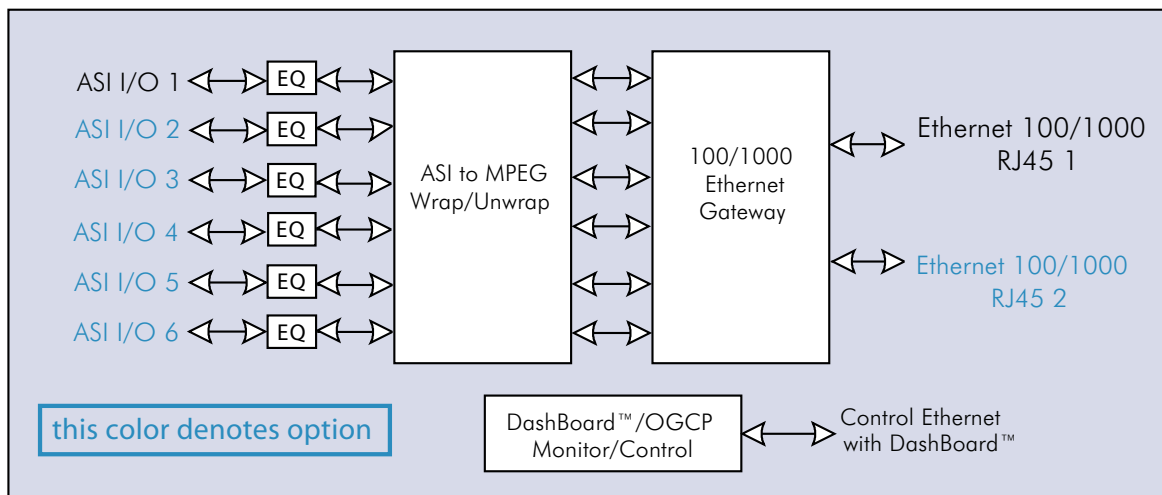 ASI I/O 1
EQ
ASI I/O 2
EQ
ASI I/O 3
EQ
ASI I/O 4
EQ
ASI I/O 5
EQ
ASI I/O 6
EQ
ASI to MPEG
Wrap/Unwrap
100/1000
Ethernet
Gateway
Ethernet 100/1000
RJ45 1
Ethernet 100/1000
RJ45 2
this color denotes option
DashBoard™/OGCP
Monitor/Control
Control Ethernet
with DashBoard™